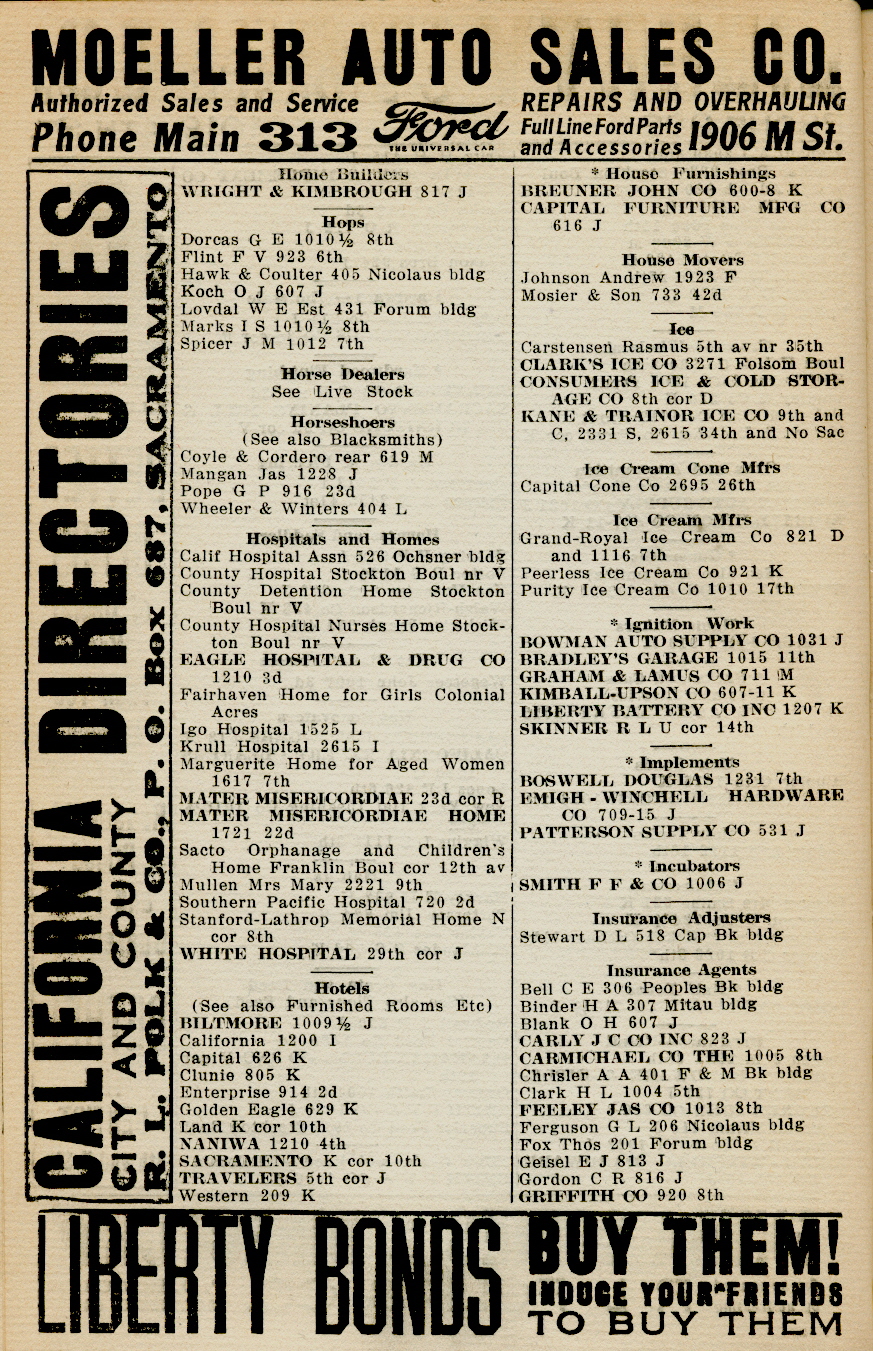 MOELLER AUTO SALES CO.
Authorized Sales and Service
Phone Main 313
Ford
THE UNIVERSAL CAR
REPAIRS AND OVERHAULING
Full Line Ford Parts
and Accessories 1906 M St.
CALIFORNIA DIRECTORIES
CITY AND COUNTY
R. L. POLK & CO., P. O. Box 687, SACRAMENTO
Home Builders
WRIGHT & KIMBROUGH 817 J
Hops
Dorcas G E 1010½ 8th
Flint F V 923 6th
Hawk & Coulter 405 Nicolaus bldg
Koch O J 607 J
Lovdal W E Est 431 Forum bldg
Marks I S 1010½ 8th
Spicer J M 1012 7th
Horse Dealers
See Live Stock
Horseshoers
(See also Blacksmiths)
Coyle & Cordero rear 619 M
Mangan Jas 1228 J
Pope G P 916 23d
Wheeler & Winters 404 L
Hospitals and Homes
Calif Hospital Assn 526 Ochsner bldg
County Hospital Stockton Boul nr V
County Detention Home Stockton
Boul nr V
County Hospital Nurses Home Stock-
ton Boul nr V
EAGLE HOSPITAL & DRUG CO
1210 3d
Fairhaven Home for Girls Colonial
Acres
Igo Hospital 1525 L
Krull Hospital 2615 I
Marguerite Home for Aged Women
1617 7th
MATER MISERICORDIAE 23d cor R
MATER MISERICORDIAE HOME
1721 22d
Sacto Orphanage and Children's
Home Franklin Boul cor 12th av
Mullen Mrs Mary 2221 9th
Southern Pacific Hospital 720 2d
Stanford-Lathrop Memorial Home N
cor 8th
WHITE HOSPITAL 29th cor J
Hotels
(See also Furnished Rooms Etc)
BILTMORE 1009½ J
California 1200 I
Capital 626 K
Clunie 805 K
Enterprise 914 2d
Golden Eagle 629 K
Land K cor 10th
NANIWA 1210 4th
SACRAMENTO K cor 10th
TRAVELERS 5th cor J
Western 209 K
* House Furnishings
BREUNER JOHN CO 600-8 K
CAPITAL FURNITURE MFG CO
616 J
House Movers
Johnson Andrew 1923 F
Mosier & Son 733 42d
Ice
Carstensen Rasmus 5th av nr 35th
CLARK'S ICE CO 3271 Folsom Boul
CONSUMERS ICE & COLD STOR-
AGE CO 8th cor D
KANE & TRAINOR ICE CO 9th and
C, 2331 S, 2615 34th and No Sac
Ice Cream Cone Mfrs
Capital Cone Co 2695 26th
Ice Cream Mfrs
Grand-Royal Ice Cream Co 821 D
and 1116 7th
Peerless Ice Cream Co 921 K
Purity Ice Cream Co 1010 17th
* Ignition Work
BOWMAN AUTO SUPPLY CO 1031 J
BRADLEY'S GARAGE 1015 11th
GRAHAM & LAMUS CO 711 M
KIMBALL-UPSON CO 607-11 K
LIBERTY BATTERY CO INC 1207 K
SKINNER R L U cor 14th
* Implements
BOSWELL DOUGLAS 1231 7th
EMIGH - WINCHELL HARDWARE
CO 709-15 J
PATTERSON SUPPLY CO 531 J
* Incubators
SMITH F F & CO 1006 J
Insurance Adjusters
Stewart D L 518 Cap Bk bldg
Insurance Agents
Bell C E 306 Peoples Bk bldg
Binder H A 307 Mitau bldg
Blank O H 607 J
CARLY J C CO INC 823 J
CARMICHAEL CO THE 1005 8th
Chrisler A A 401 F & M Bk bldg
Clark H L 1004 5th
FEELEY JAS CO 1013 8th
Ferguson G L 206 Nicolaus bldg
Fox Thos 201 Forum bldg
Geisel E J 813 J
Gordon C R 816 J
GRIFFITH CO 920 8th
LIBERTY BONDS
BUY THEM!
INDUCE YOUR FRIENDS
TO BUY THEM